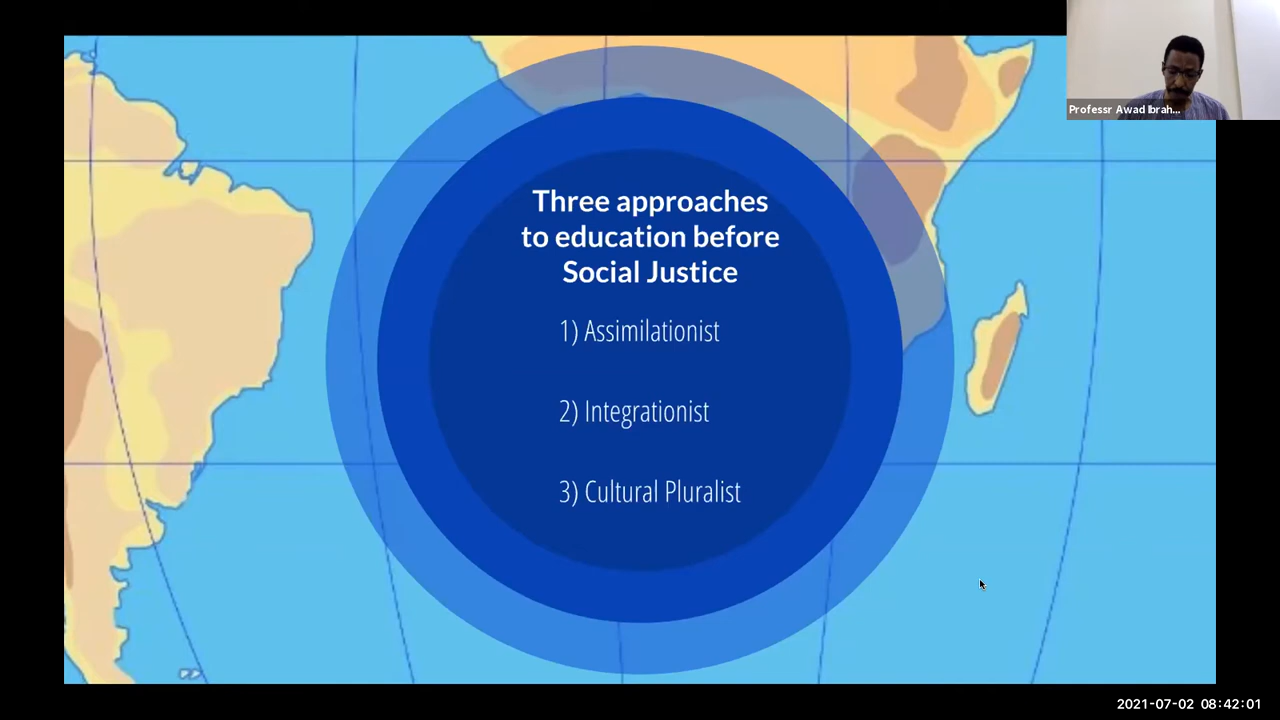 Professr Awad Ibrah...
Three approaches
to education before
Social Justice
1) Assimilationist
2) Integrationist
3) Cultural Pluralist
2021-07-02 08:42:01